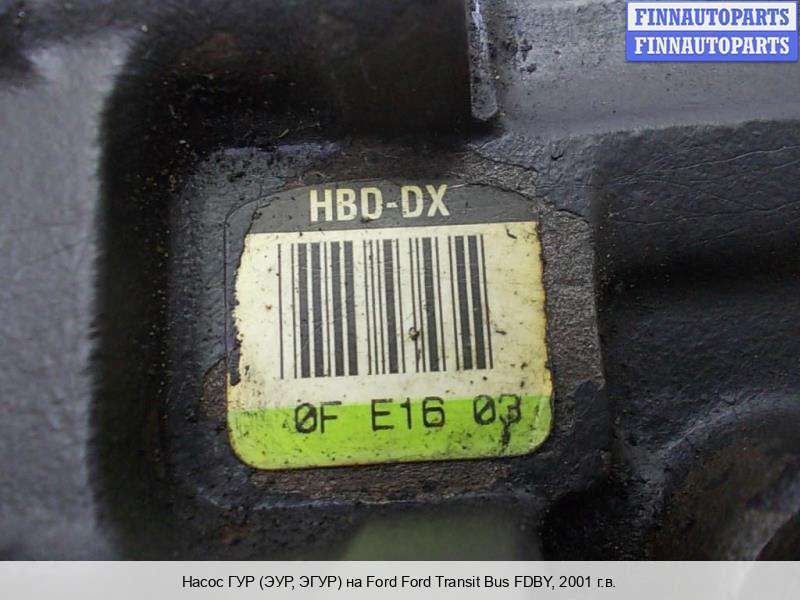 FINNAUTOPARTS
FINNAUTOPARTS
HBD-DX
0F E16 03
Насос ГУР (ЭУР, ЭГУР) на Ford Ford Transit Bus FDBY, 2001 г.в.